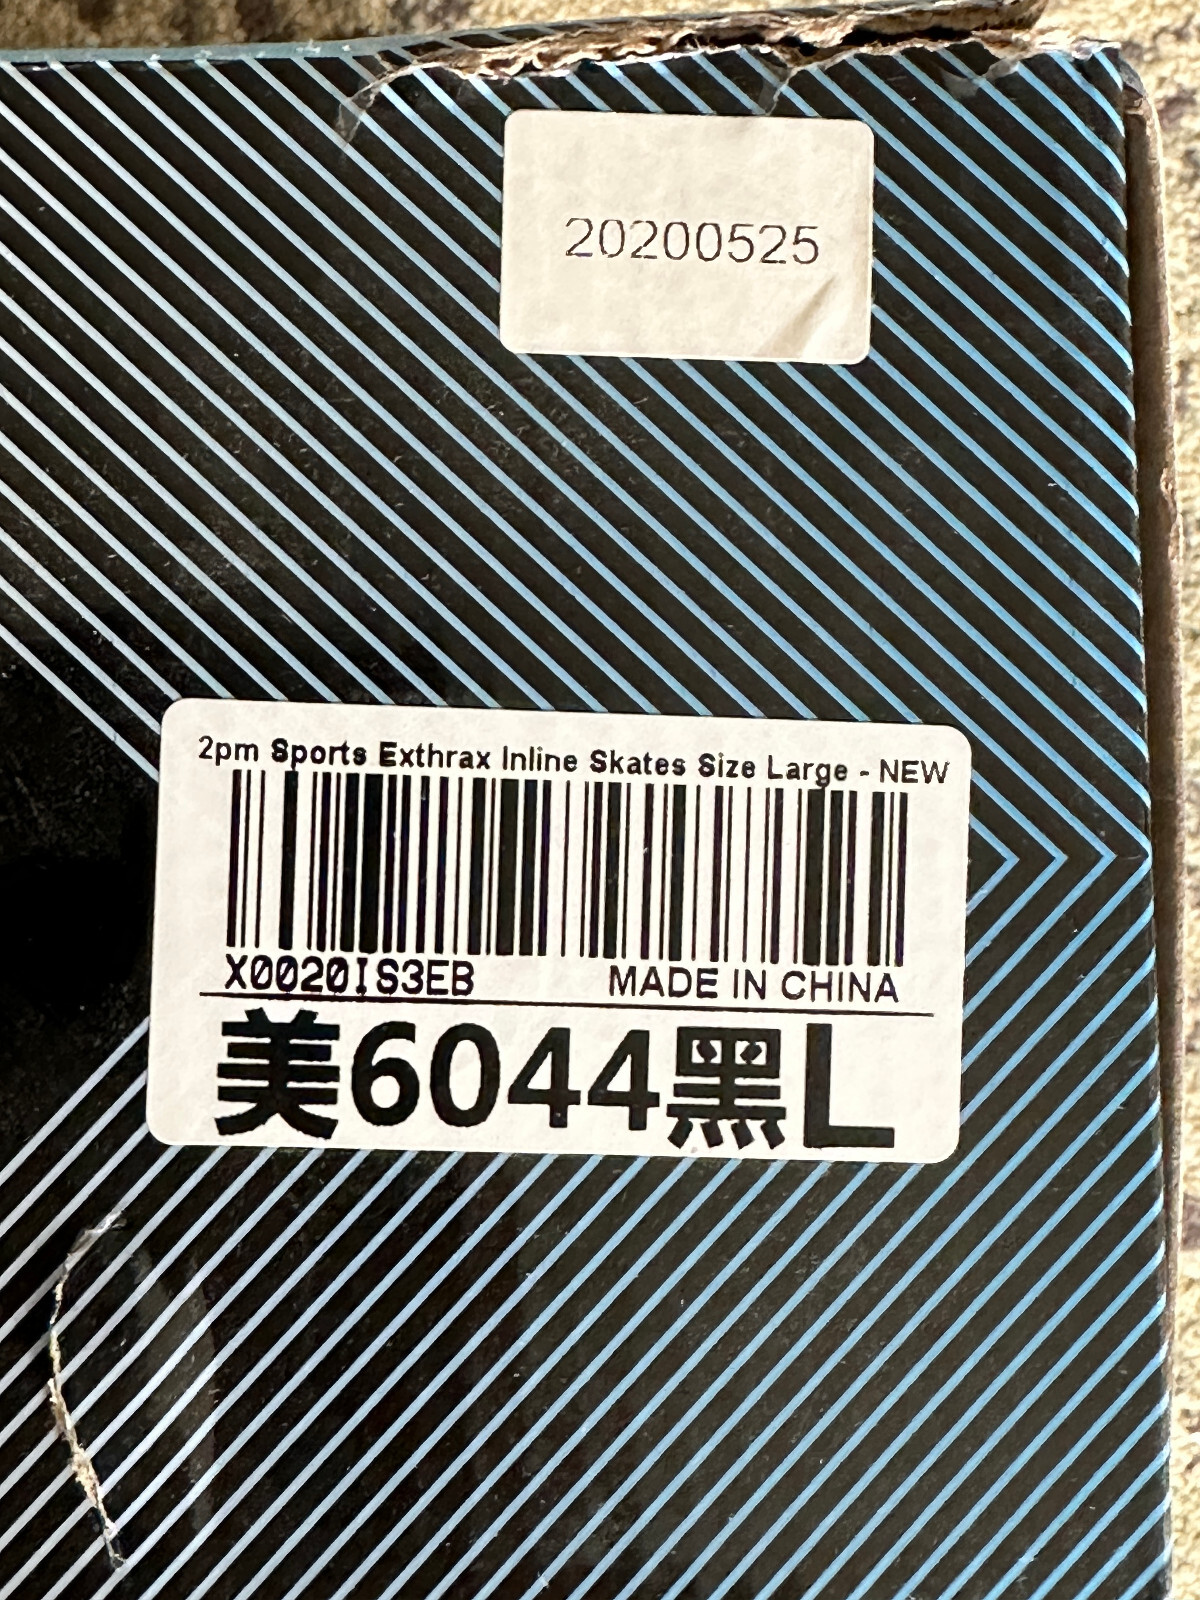 20200525
2pm Sports Exthrax Inline Skates Size Large - NEW
X0020IS3EB MADE IN CHINA
美6044黑L